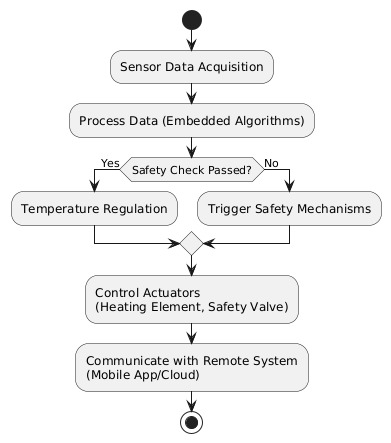 Sensor Data Acquisition
Process Data (Embedded Algorithms)
Safety Check Passed?
Yes
No
Temperature Regulation
Trigger Safety Mechanisms
Control Actuators
(Heating Element, Safety Valve)
Communicate with Remote System
(Mobile App/Cloud)